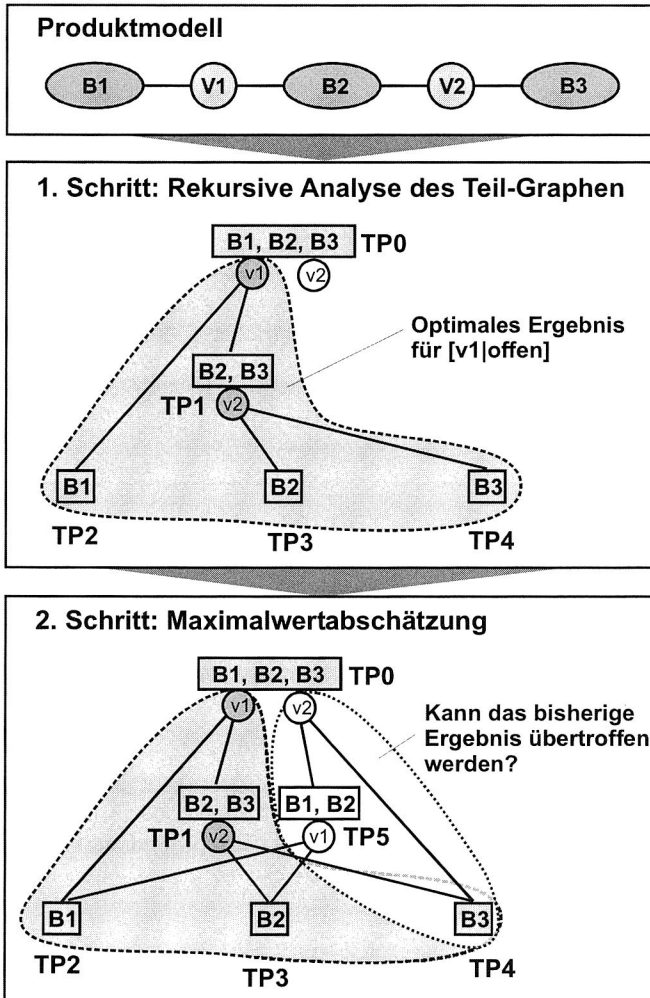 Produktmodell
B1 V1 B2 V2 B3
1. Schritt: Rekursive Analyse des Teil-Graphen
B1, B2, B3 TP0
v1 v2
Optimales Ergebnis
für [v1|offen]
B2, B3
TP1 v2
B1 B2 B3
TP2 TP3 TP4
2. Schritt: Maximalwertabschätzung
B1, B2, B3 TP0
v1 v2
Kann das bisherige
Ergebnis übertroffen
werden?
B2, B3 B1, B2
TP1 v2 v1 TP5
B1 B2 B3
TP2 TP3 TP4